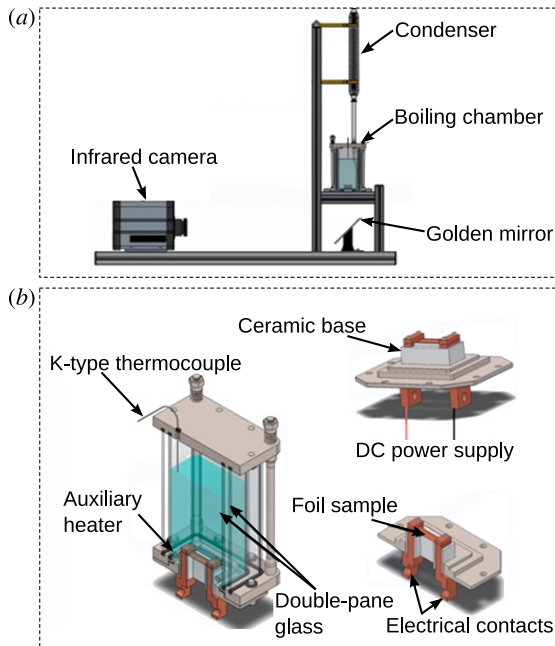 (a)
Condenser
Boiling chamber
Infrared camera
Golden mirror
(b)
Ceramic base
K-type thermocouple
DC power supply
Auxiliary
heater
Foil sample
Double-pane
glass
Electrical contacts